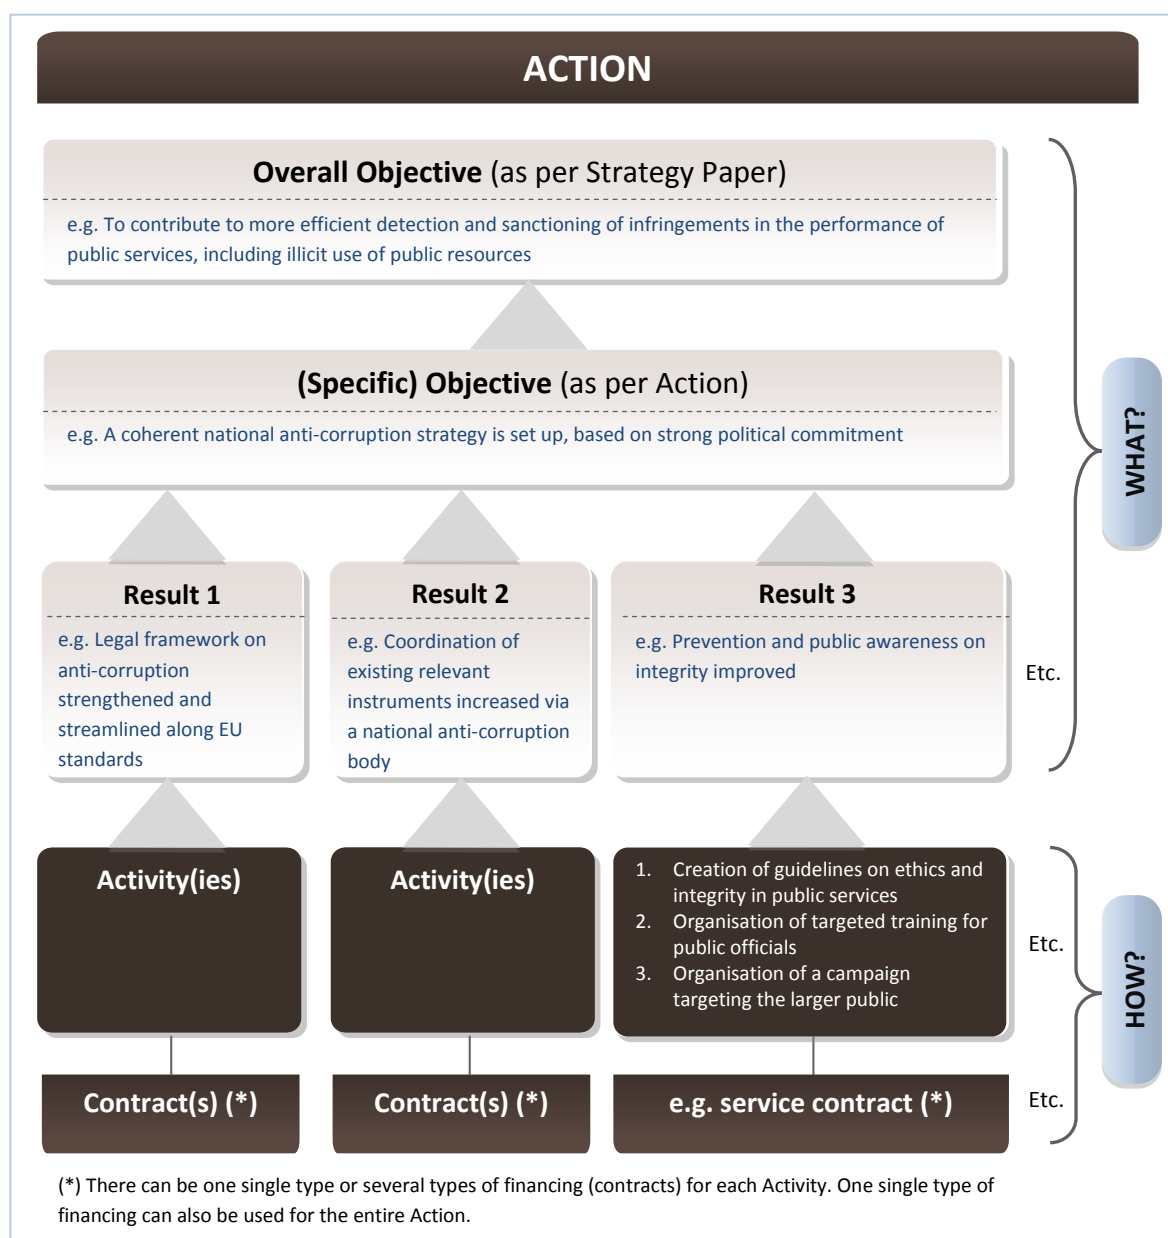 ACTION
Overall Objective (as per Strategy Paper)
e.g. To contribute to more efficient detection and sanctioning of infringements in the performance of
public services, including illicit use of public resources
(Specific) Objective (as per Action)
e.g. A coherent national anti-corruption strategy is set up, based on strong political commitment
WHAT?
Result 1
e.g. Legal framework on
anti-corruption
strengthened and
streamlined along EU
standards
Result 2
e.g. Coordination of
existing relevant
instruments increased via
a national anti-corruption
body
Result 3
e.g. Prevention and public awareness on
integrity improved
Etc.
Activity(ies)
Activity(ies)
1. Creation of guidelines on ethics and
integrity in public services
2. Organisation of targeted training for
public officials
3. Organisation of a campaign
targeting the larger public
Etc.
HOW?
Contract(s) (*)
Contract(s) (*)
e.g. service contract (*)
Etc.
(*) There can be one single type or several types of financing (contracts) for each Activity. One single type of
financing can also be used for the entire Action.